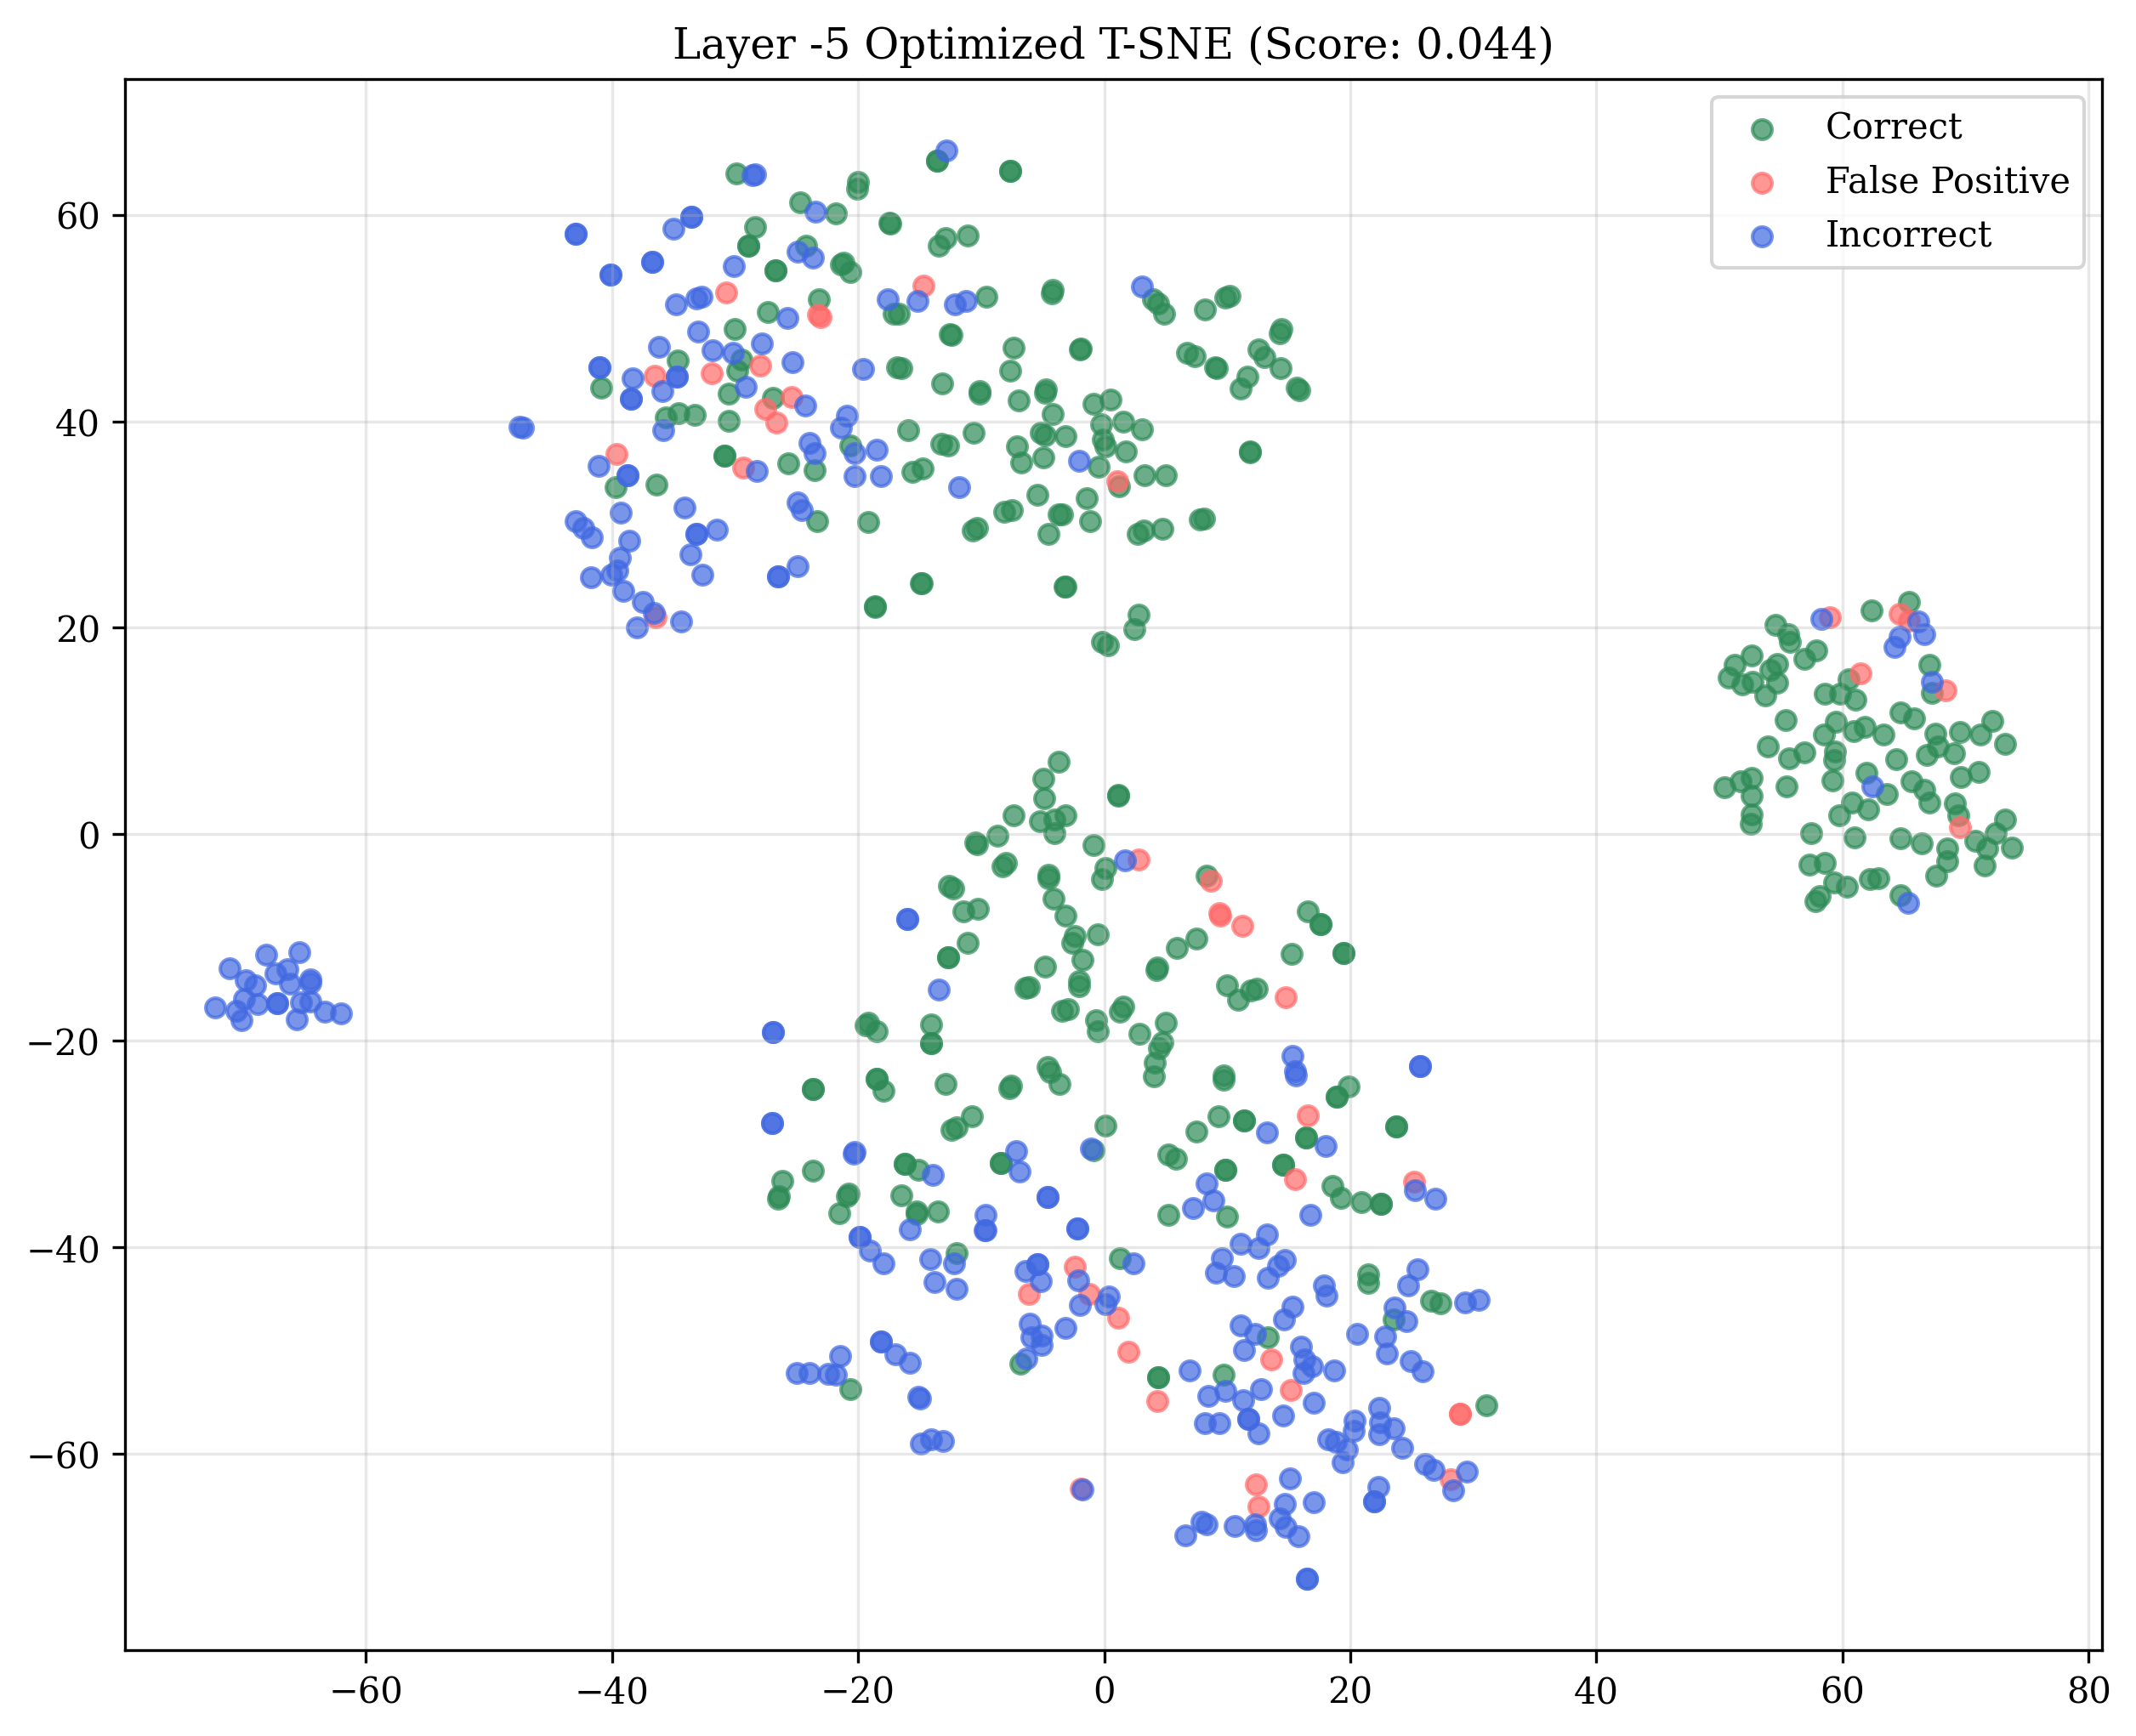 Layer -5 Optimized T-SNE (Score: 0.044)
Correct
False Positive
Incorrect
60
40
20
0
−20
−40
−60
−60 −40 −20 0 20 40 60 80